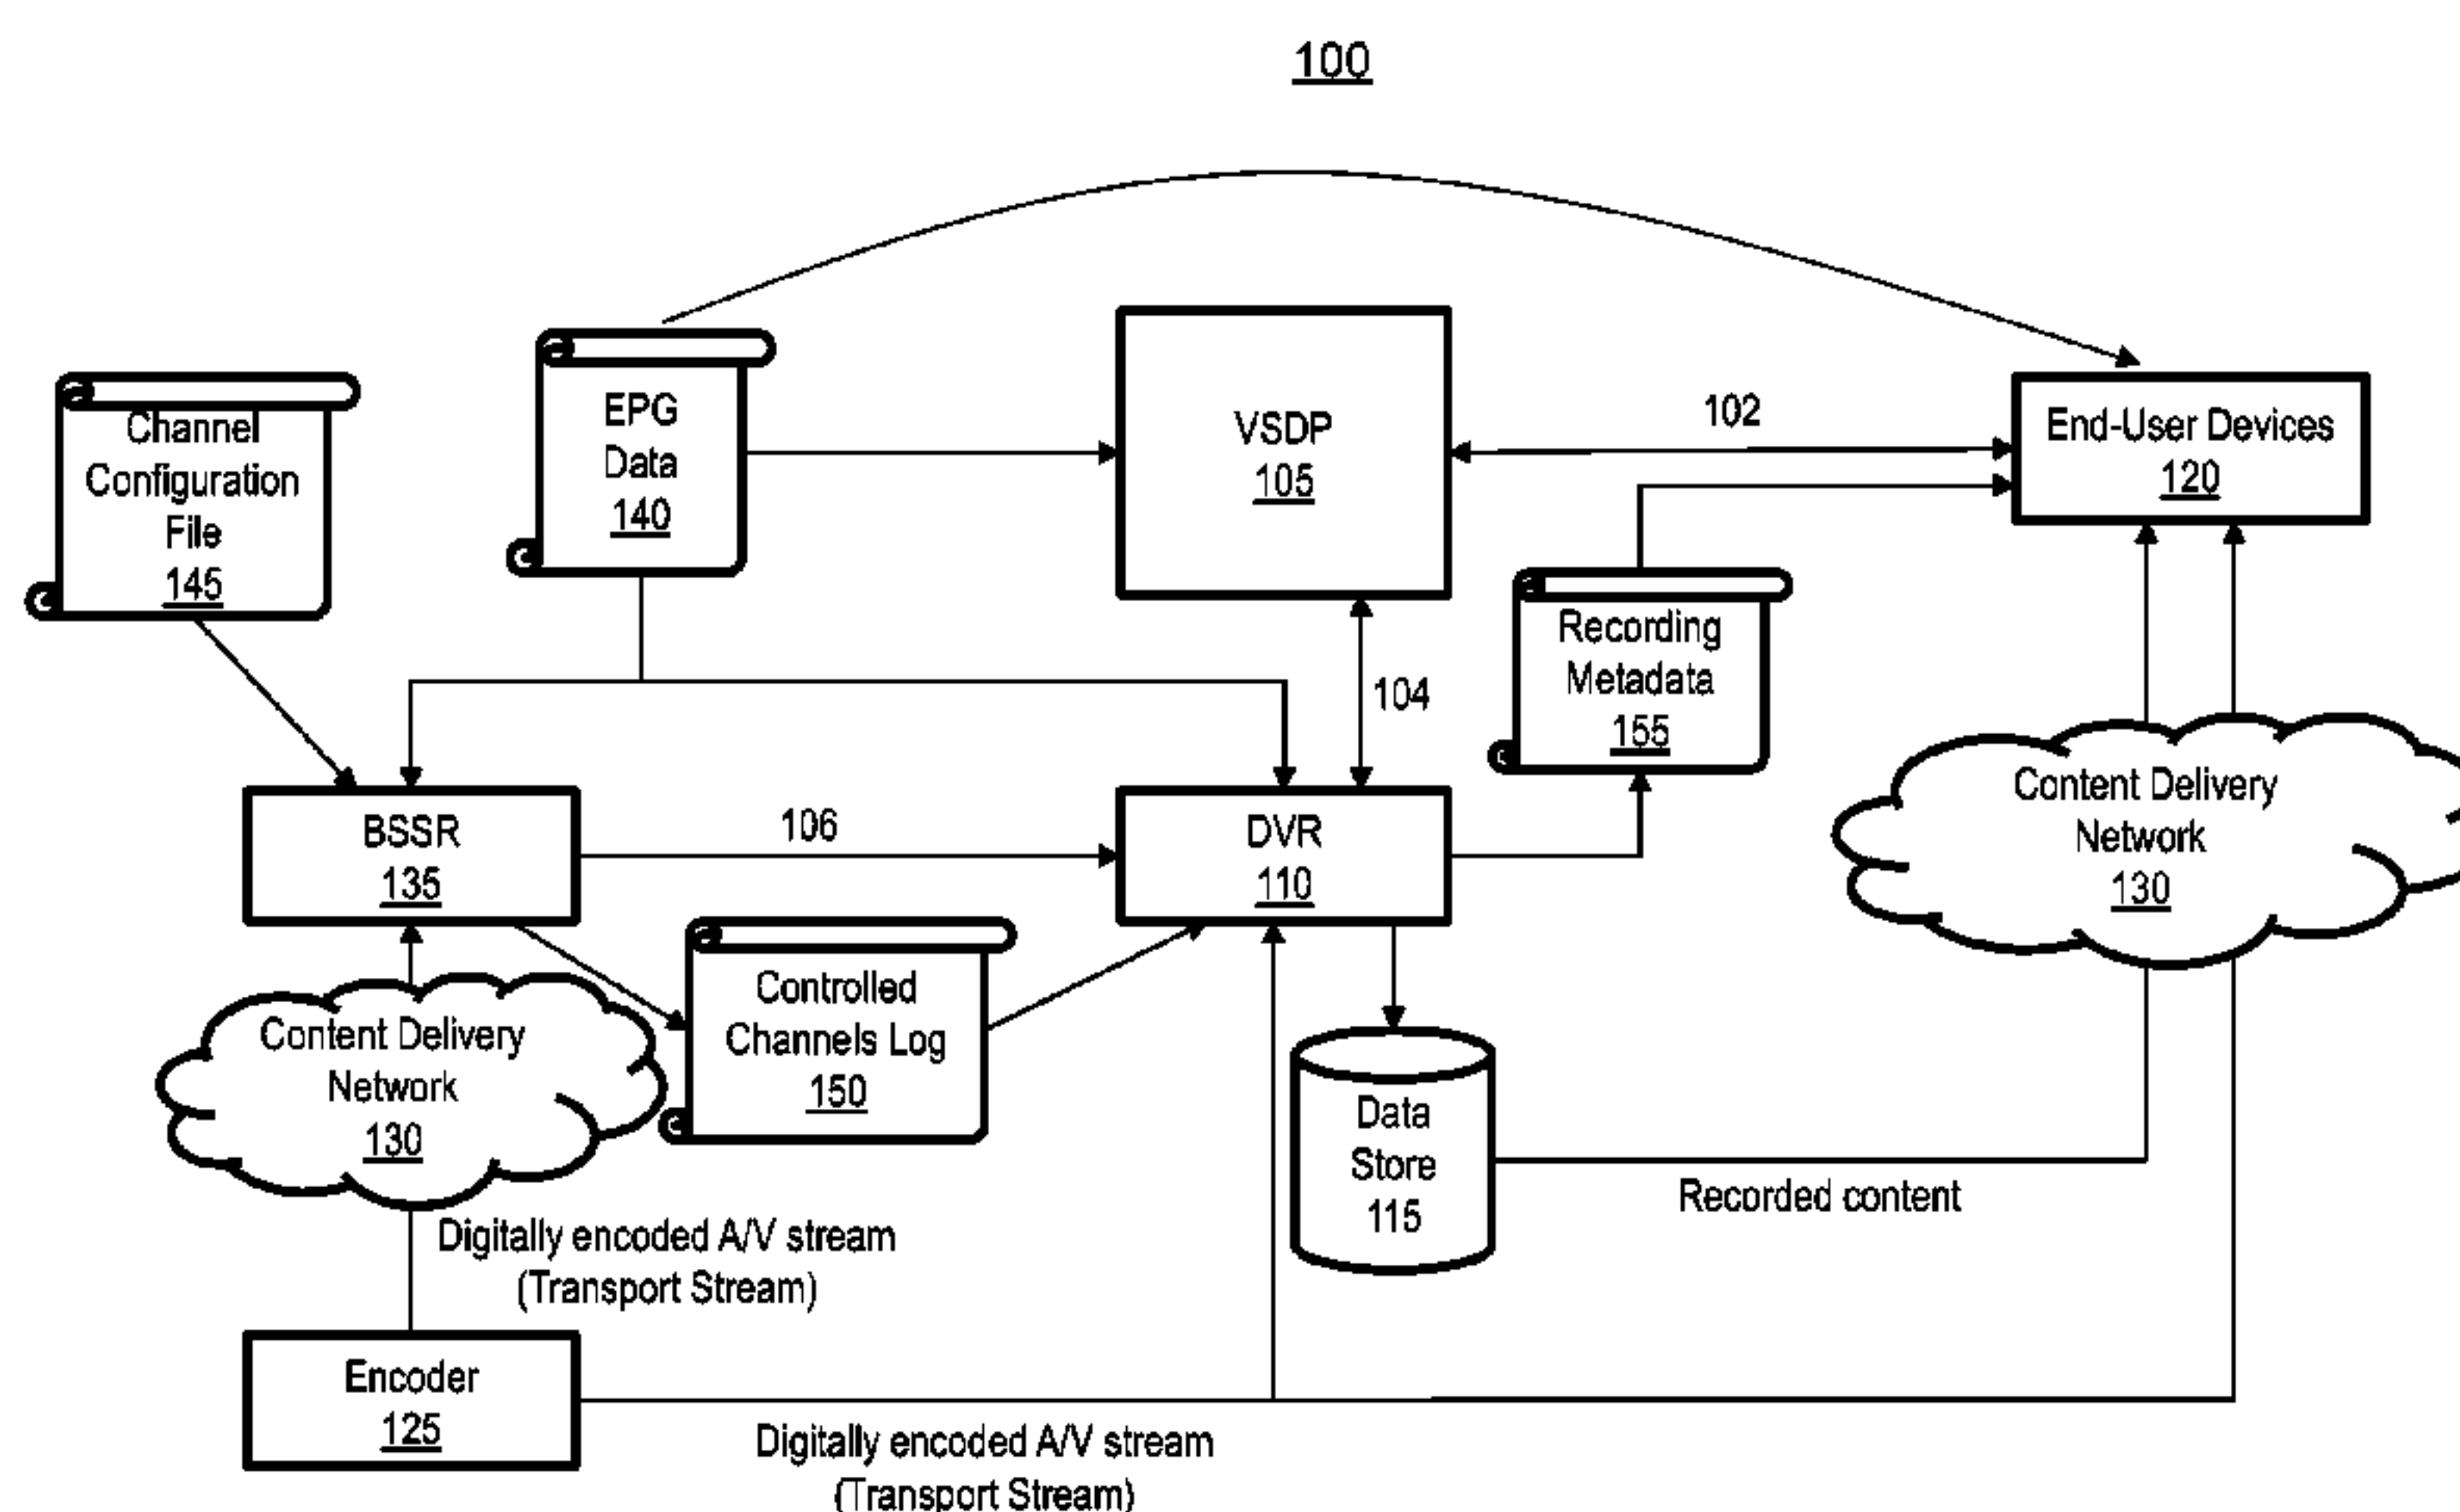 100
Channel
Configuration
File
145
EPG
Data
140
VSDP
105
102
End-User Devices
120
Recording
Metadata
155
104
BSSR
135
106
DVR
110
Content Delivery
Network
130
Controlled
Channels Log
150
Content Delivery
Network
130
Data
Store
115
Recorded content
Digitally encoded A/V stream
(Transport Stream)
Encoder
125
Digitally encoded A/V stream
(Transport Stream)